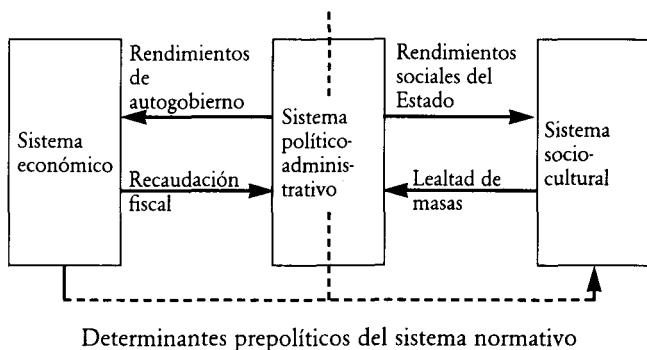 Rendimientos
de
autogobierno
Rendimientos
sociales del
Estado
Sistema
económico
Sistema
político-
adminis-
trativo
Sistema
socio-
cultural
Recaudación
fiscal
Lealtad de
masas
Determinantes prepolíticos del sistema normativo